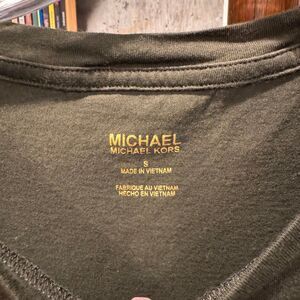 MICHAEL
MICHAEL KORS
S
MADE IN VIETNAM
FABRIQUE AU VIETNAM
HECHO EN VIETNAM